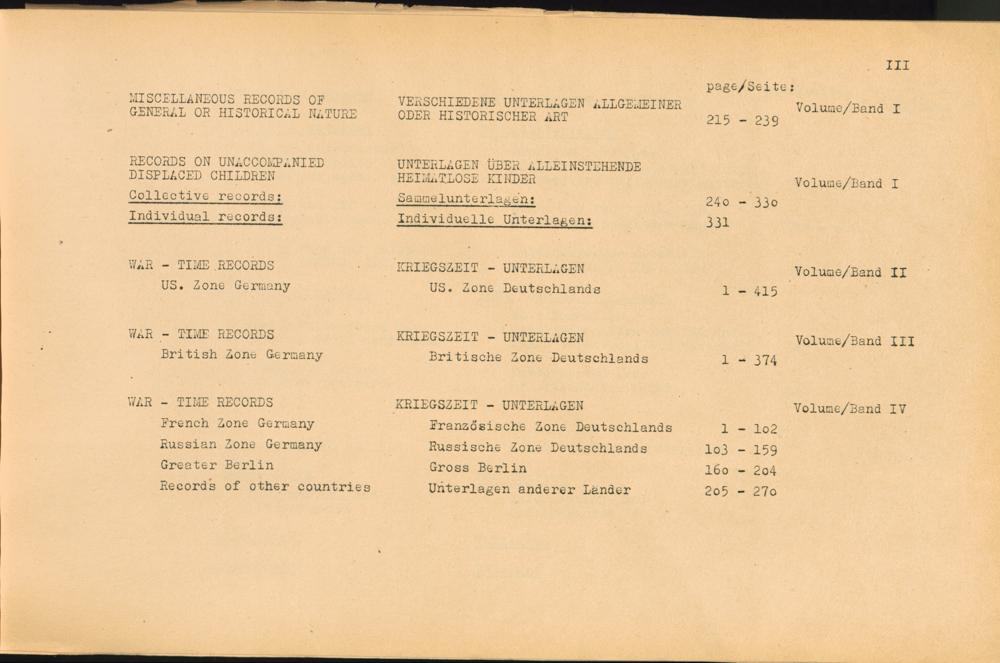 III
page/Seite:
MISCELLANEOUS RECORDS OF VERSCHIEDENE UNTERLAGEN ALLGEMEINER Volume/Band I
GENERAL OR HISTORICAL NATURE ODER HISTORISCHER ART 215 - 239
RECORDS ON UNACCOMPANIED UNTERLAGEN ÜBER ALLEINSTEHENDE
DISPLACED CHILDREN HEIMATLOSE KINDER Volume/Band I
Collective records: Sammelunterlagen: 24o - 33o
Individual records: Individuelle Unterlagen: 331
WAR - TIME RECORDS KRIEGSZEIT - UNTERLAGEN Volume/Band II
US. Zone Germany US. Zone Deutschlands 1 - 415
WAR - TIME RECORDS KRIEGSZEIT - UNTERLAGEN Volume/Band III
British Zone Germany Britische Zone Deutschlands 1 - 374
WAR - TIME RECORDS KRIEGSZEIT - UNTERLAGEN Volume/Band IV
French Zone Germany Französische Zone Deutschlands 1 - 1o2
Russian Zone Germany Russische Zone Deutschlands 1o3 - 159
Greater Berlin Gross Berlin 16o - 2o4
Records of other countries Unterlagen anderer Länder 2o5 - 27o